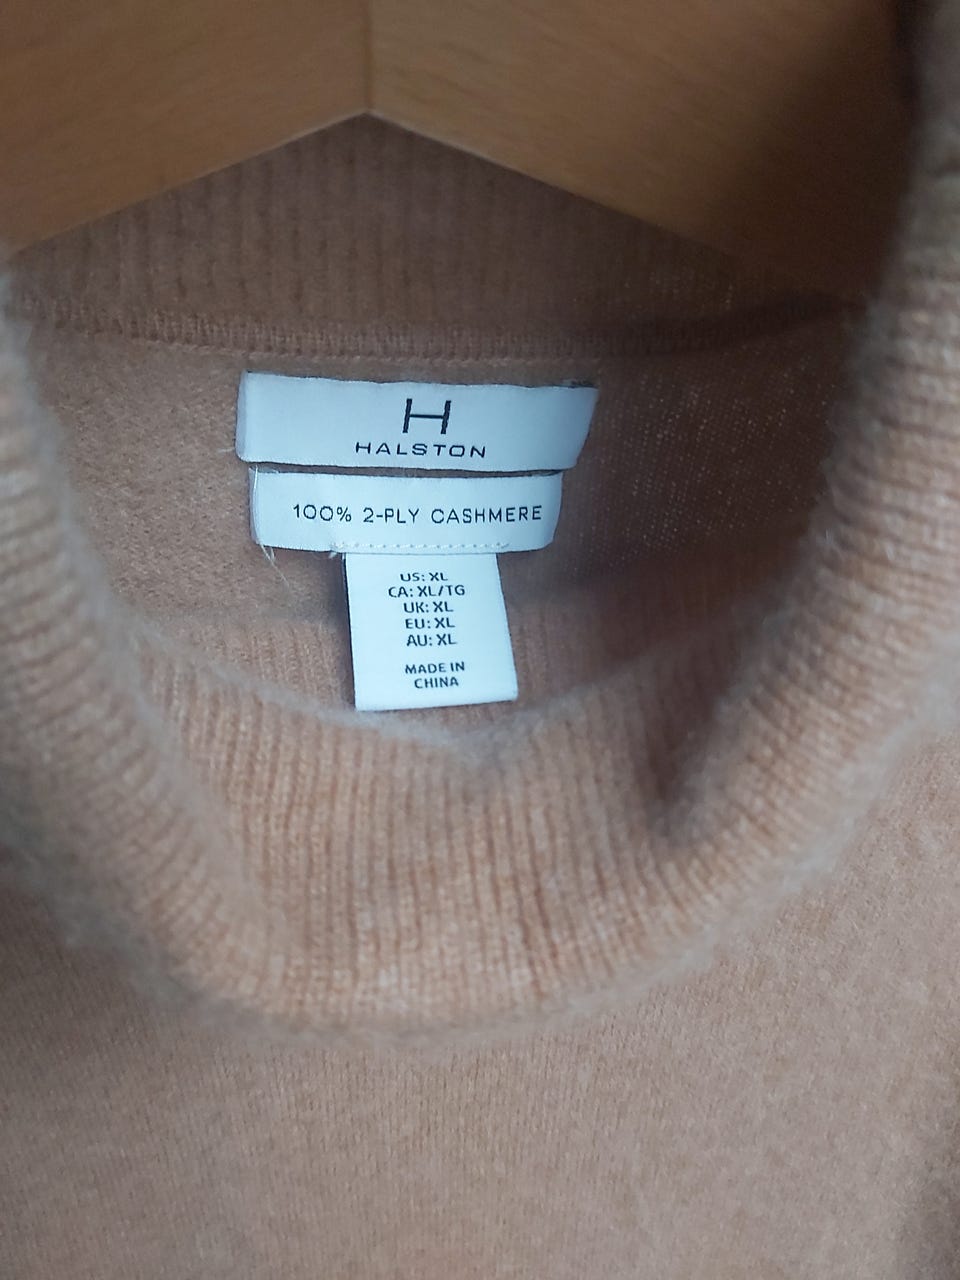 H
HALSTON
100% 2-PLY CASHMERE
US: XL
CA: XL/TG
UK: XL
EU: XL
AU: XL
MADE IN
CHINA